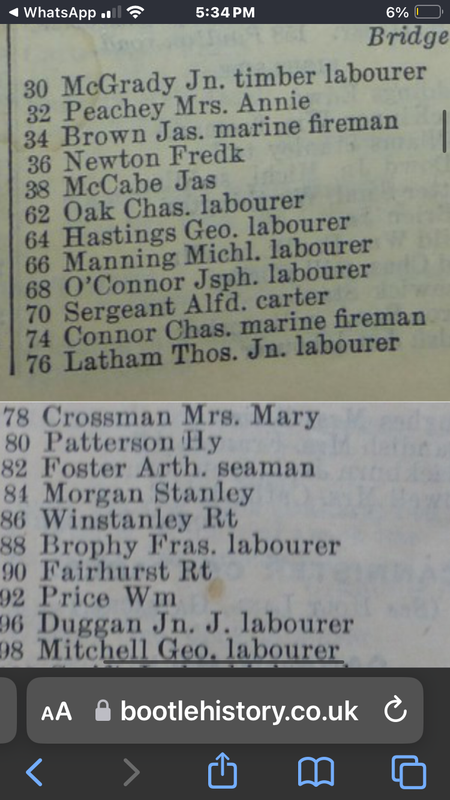 WhatsApp 5:34 PM 6%
Bridge
30 McGrady Jn. timber labourer
32 Peachey Mrs. Annie
34 Brown Jas. marine fireman
36 Newton Fredk
38 McCabe Jas
62 Oak Chas. labourer
64 Hastings Geo. labourer
66 Manning Michl. labourer
68 O'Connor Jsph. labourer
70 Sergeant Alfd. carter
74 Connor Chas. marine fireman
76 Latham Thos. Jn. labourer
78 Crossman Mrs. Mary
80 Patterson Hy
82 Foster Arth. seaman
84 Morgan Stanley
86 Winstanley Rt
88 Brophy Fras. labourer
90 Fairhurst Rt
92 Price Wm
96 Duggan Jn. J. labourer
98 Mitchell Geo. labourer
AA bootlehistory.co.uk